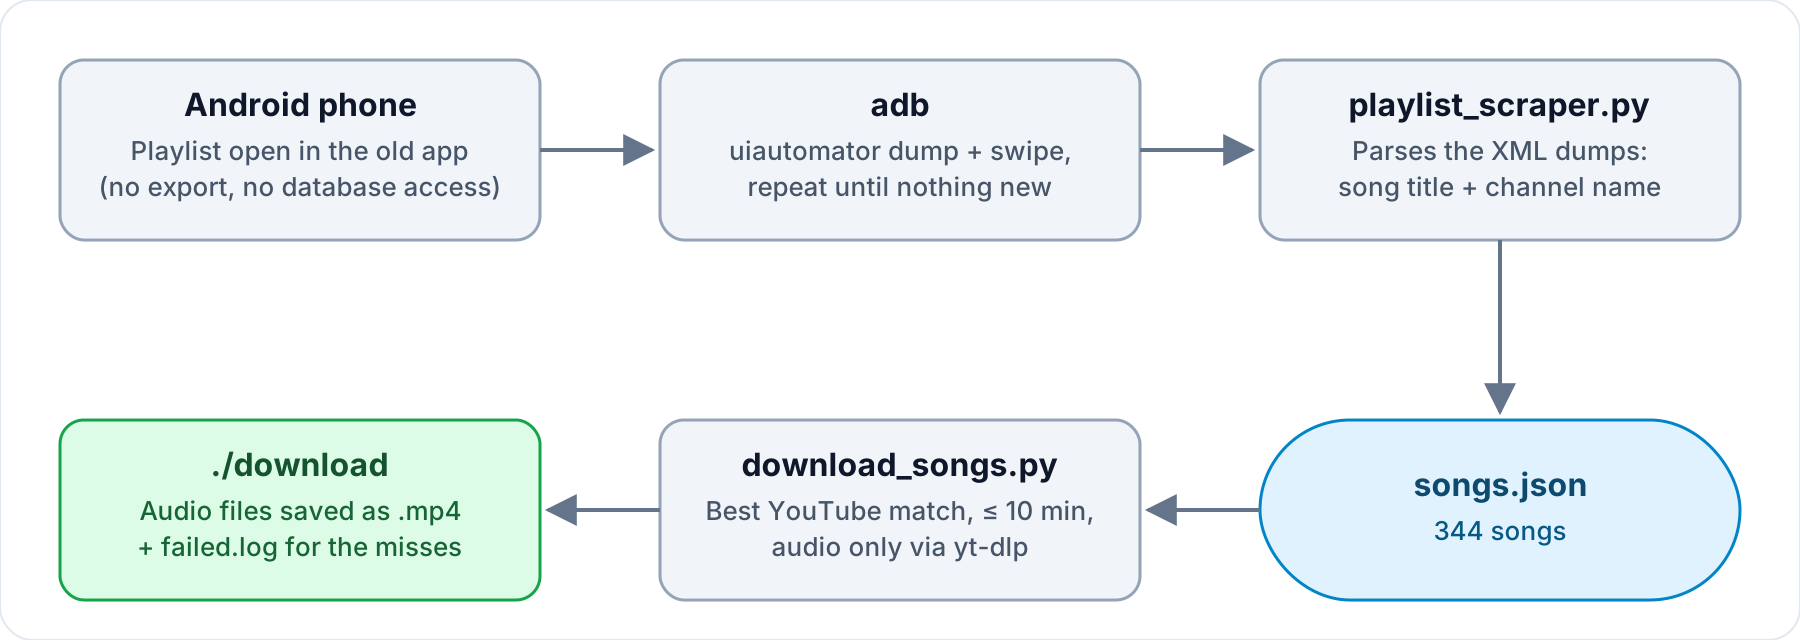 Android phone
Playlist open in the old app
(no export, no database access)
adb
uiautomator dump + swipe,
repeat until nothing new
playlist_scraper.py
Parses the XML dumps:
song title + channel name
songs.json
344 songs
download_songs.py
Best YouTube match, ≤ 10 min,
audio only via yt-dlp
./download
Audio files saved as .mp4
+ failed.log for the misses